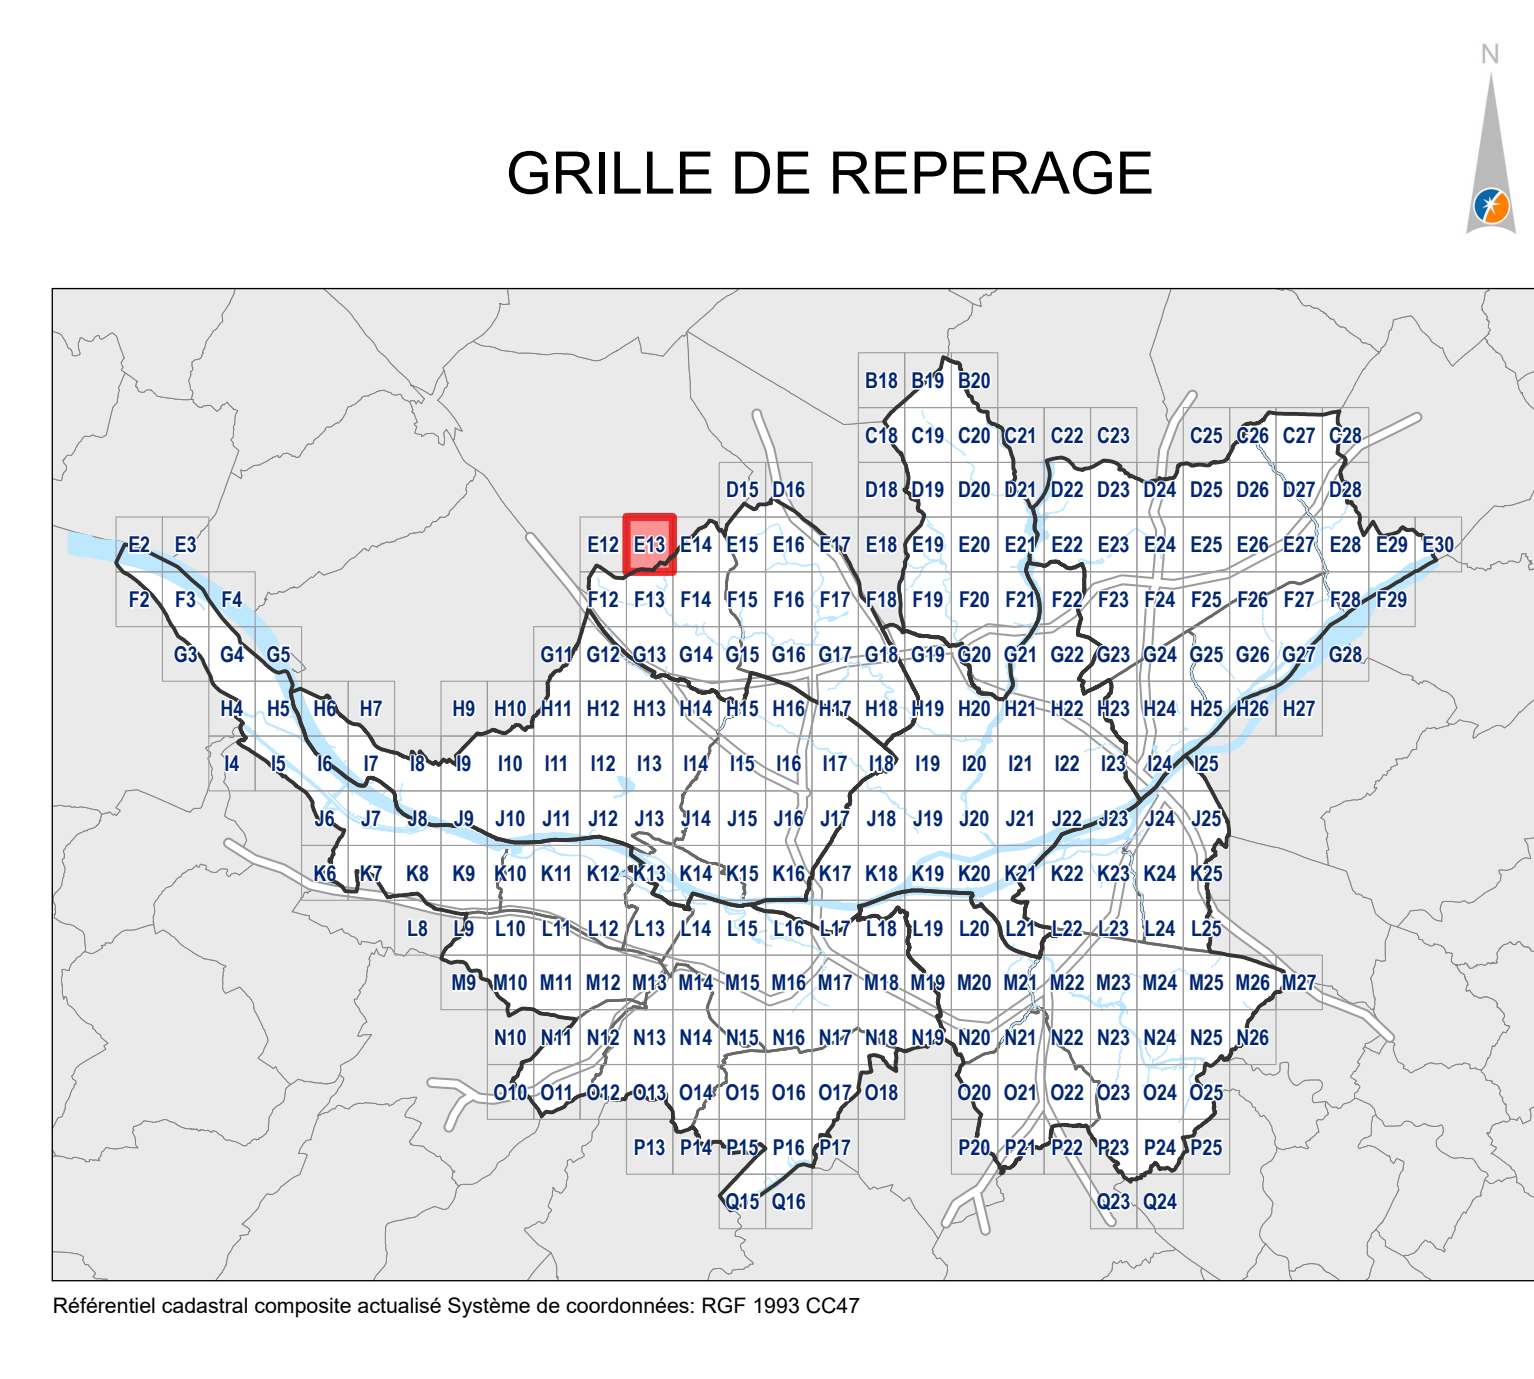 N
GRILLE DE REPERAGE
B18 B19 B20
C18 C19 C20 C21 C22 C23 C25 C26 C27 C28
D15 D16 D18 D19 D20 D21 D22 D23 D24 D25 D26 D27 D28
E2 E3 E12 E13 E14 E15 E16 E17 E18 E19 E20 E21 E22 E23 E24 E25 E26 E27 E28 E29 E30
F2 F3 F4 F12 F13 F14 F15 F16 F17 F18 F19 F20 F21 F22 F23 F24 F25 F26 F27 F28 F29
G3 G4 G5 G11 G12 G13 G14 G15 G16 G17 G18 G19 G20 G21 G22 G23 G24 G25 G26 G27 G28
H4 H5 H6 H7 H9 H10 H11 H12 H13 H14 H15 H16 H17 H18 H19 H20 H21 H22 H23 H24 H25 H26 H27
I4 I5 I6 I7 I8 I9 I10 I11 I12 I13 I14 I15 I16 I17 I18 I19 I20 I21 I22 I23 I24 I25
J6 J7 J8 J9 J10 J11 J12 J13 J14 J15 J16 J17 J18 J19 J20 J21 J22 J23 J24 J25
K6 K7 K8 K9 K10 K11 K12 K13 K14 K15 K16 K17 K18 K19 K20 K21 K22 K23 K24 K25
L8 L9 L10 L11 L12 L13 L14 L15 L16 L17 L18 L19 L20 L21 L22 L23 L24 L25
M9 M10 M11 M12 M13 M14 M15 M16 M17 M18 M19 M20 M21 M22 M23 M24 M25 M26 M27
N10 N11 N12 N13 N14 N15 N16 N17 N18 N19 N20 N21 N22 N23 N24 N25 N26
O10 O11 O12 O13 O14 O15 O16 O17 O18 O20 O21 O22 O23 O24 O25
P13 P14 P15 P16 P17 P20 P21 P22 P23 P24 P25
Q15 Q16 Q23 Q24
Référentiel cadastral composite actualisé Système de coordonnées: RGF 1993 CC47